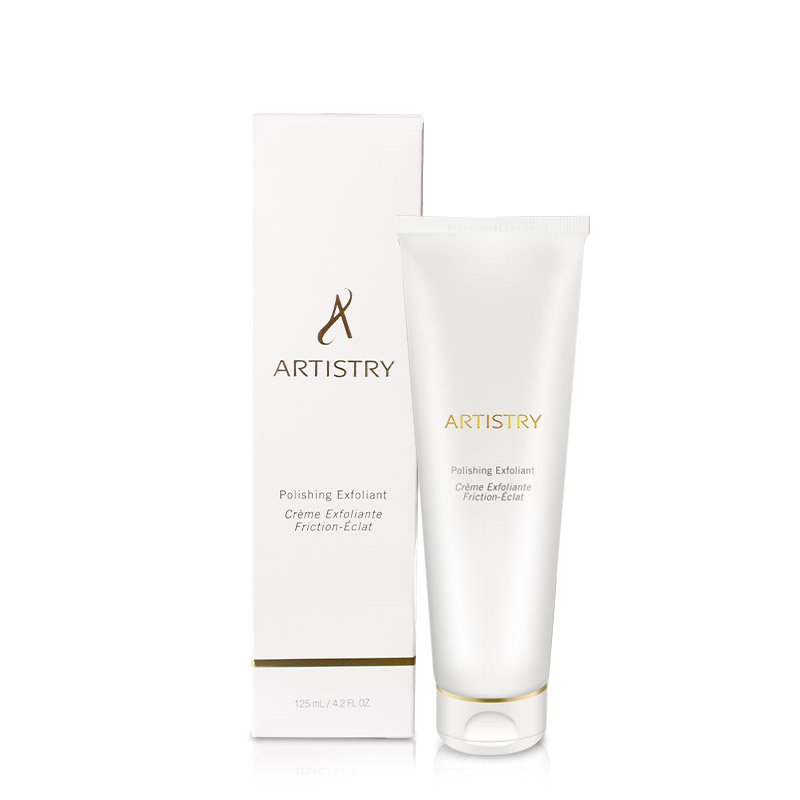 ARTISTRY
Polishing Exfoliant
Crème Exfoliante
Friction-Éclat
125 mL / 4.2 FL.OZ
ARTISTRY
Polishing Exfoliant
Crème Exfoliante
Friction-Éclat